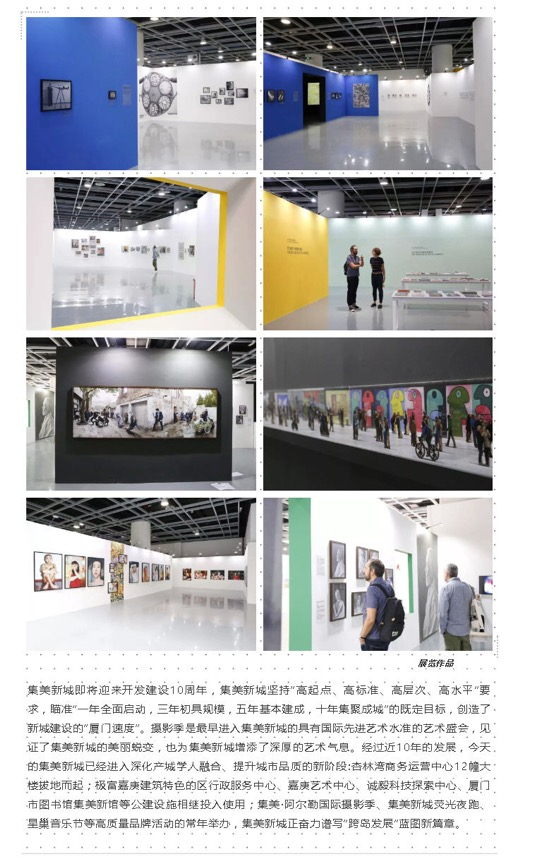 展览作品
集美新城即将迎来开发建设10周年，集美新城坚持"高起点、高标准、高层次、高水平"要
求，瞄准"一年全面启动，三年初具规模，五年基本建成，十年集聚成城"的既定目标，创造了
新城建设的"厦门速度"。摄影季是最早进入集美新城的具有国际先进艺术水准的艺术盛会，见
证了集美新城的美丽蜕变，也为集美新城增添了深厚的艺术气息。经过近10年的发展，今天
的集美新城已经进入深化产城学人融合、提升城市品质的新阶段:杏林湾商务运营中心12幢大
楼拔地而起；极富嘉庚建筑特色的区行政服务中心、嘉庚艺术中心、诚毅科技探索中心、厦门
市图书馆集美新馆等公建设施相继投入使用；集美·阿尔勒国际摄影季、集美新城荧光夜跑、
星巢音乐节等高质量品牌活动的常年举办，集美新城正奋力谱写"跨岛发展"蓝图新篇章。